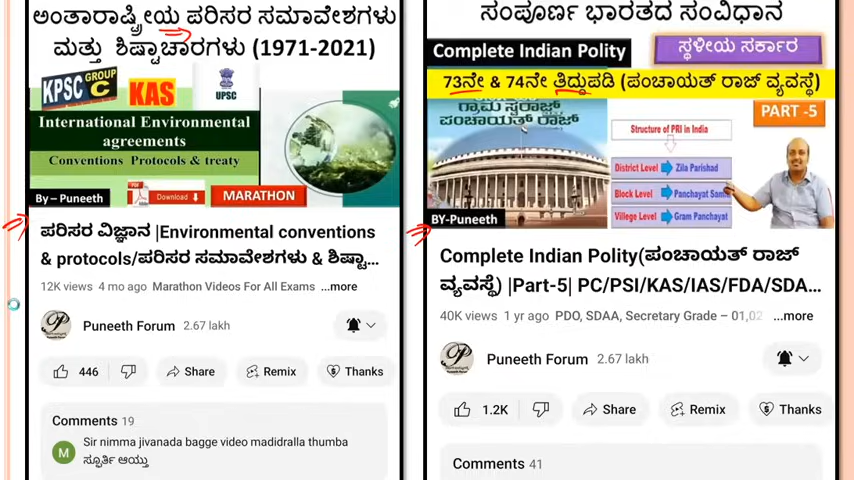 ಅಂತಾರಾಷ್ಟ್ರೀಯ ಪರಿಸರ ಸಮಾವೇಶಗಳು
ಮತ್ತು ಶಿಷ್ಟಾಚಾರಗಳು (1971-2021)
KPSC GROUP C
KAS
UPSC
International Environmental
agreements
Conventions Protocols & treaty
By – Puneeth
PDF Download
MARATHON
ಪರಿಸರ ವಿಜ್ಞಾನ |Environmental conventions
& protocols/ಪರಿಸರ ಸಮಾವೇಶಗಳು & ಶಿಷ್ಟಾ...
12K views 4 mo ago Marathon Videos For All Exams ...more
Puneeth Forum 2.67 lakh
446 Share Remix Thanks
Comments 19
M Sir nimma jivanada bagge video madidralla thumba
ಸ್ಫೂರ್ತಿ ಆಯ್ತು
ಸಂಪೂರ್ಣ ಭಾರತದ ಸಂವಿಧಾನ
Complete Indian Polity
ಸ್ಥಳೀಯ ಸರ್ಕಾರ
73ನೇ & 74ನೇ ತಿದ್ದುಪಡಿ (ಪಂಚಾಯತ್ ರಾಜ್ ವ್ಯವಸ್ಥೆ)
ಗ್ರಾಮ ಸ್ವರಾಜ್
ಪಂಚಾಯತ್ ರಾಜ್
PART -5
Structure of PRI in India
District Level Zila Parishad
Block Level Panchayat Sami
Villege Level Gram Panchayat
BY-Puneeth
Complete Indian Polity(ಪಂಚಾಯತ್ ರಾಜ್
ವ್ಯವಸ್ಥೆ) |Part-5| PC/PSI/KAS/IAS/FDA/SDA...
40K views 1 yr ago PDO, SDAA, Secretary Grade – 01,02 ...more
Puneeth Forum 2.67 lakh
1.2K Share Remix Thanks
Comments 41